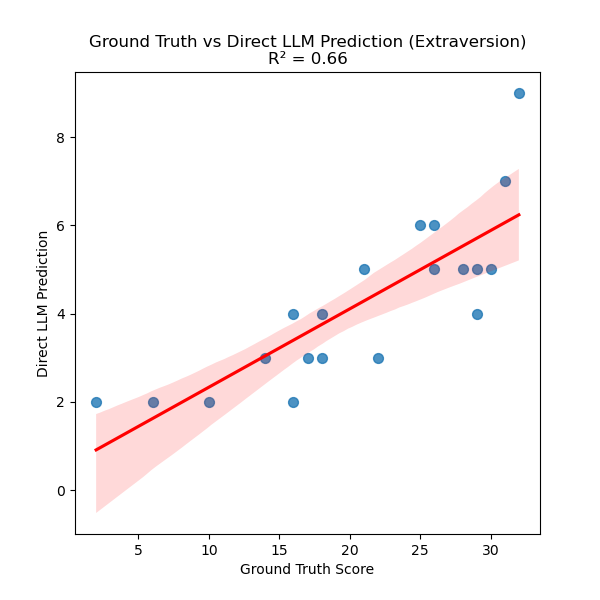 Ground Truth vs Direct LLM Prediction (Extraversion)
R² = 0.66
Direct LLM Prediction
8
6
4
2
0
5 10 15 20 25 30
Ground Truth Score